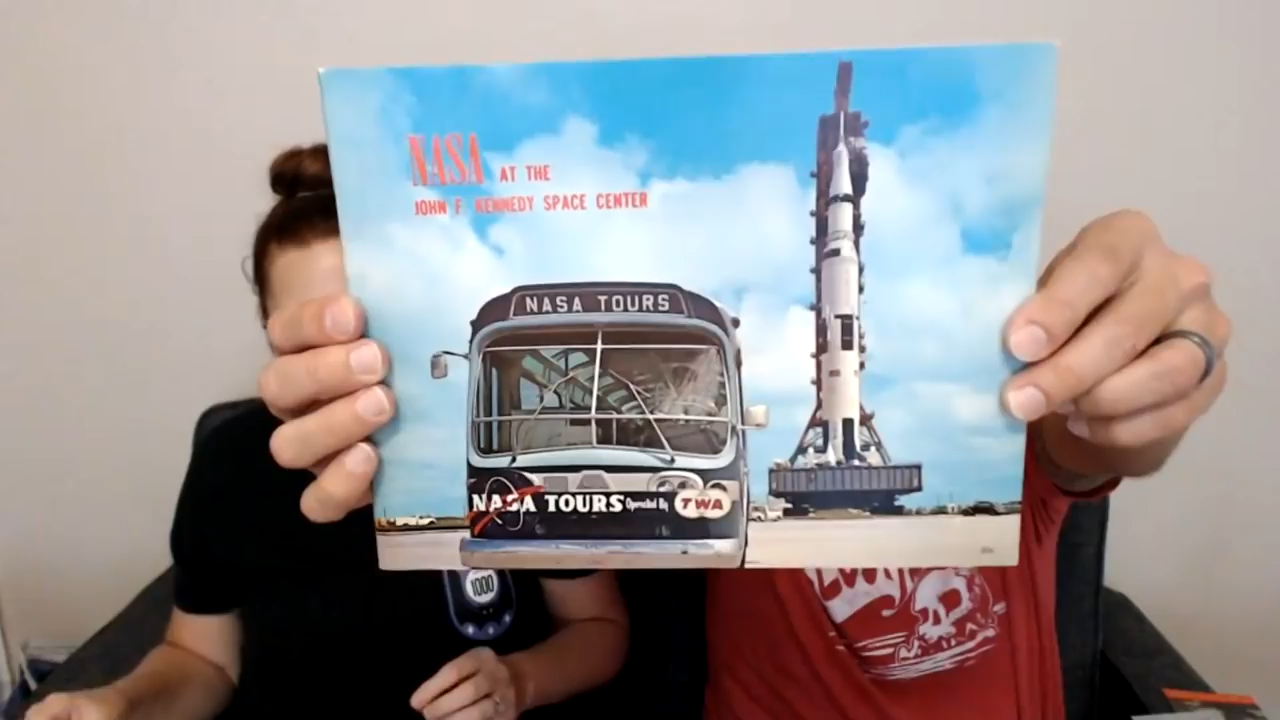 NASA AT THE
JOHN F. KENNEDY SPACE CENTER
NASA TOURS
NASA TOURS Operated By TWA
1000